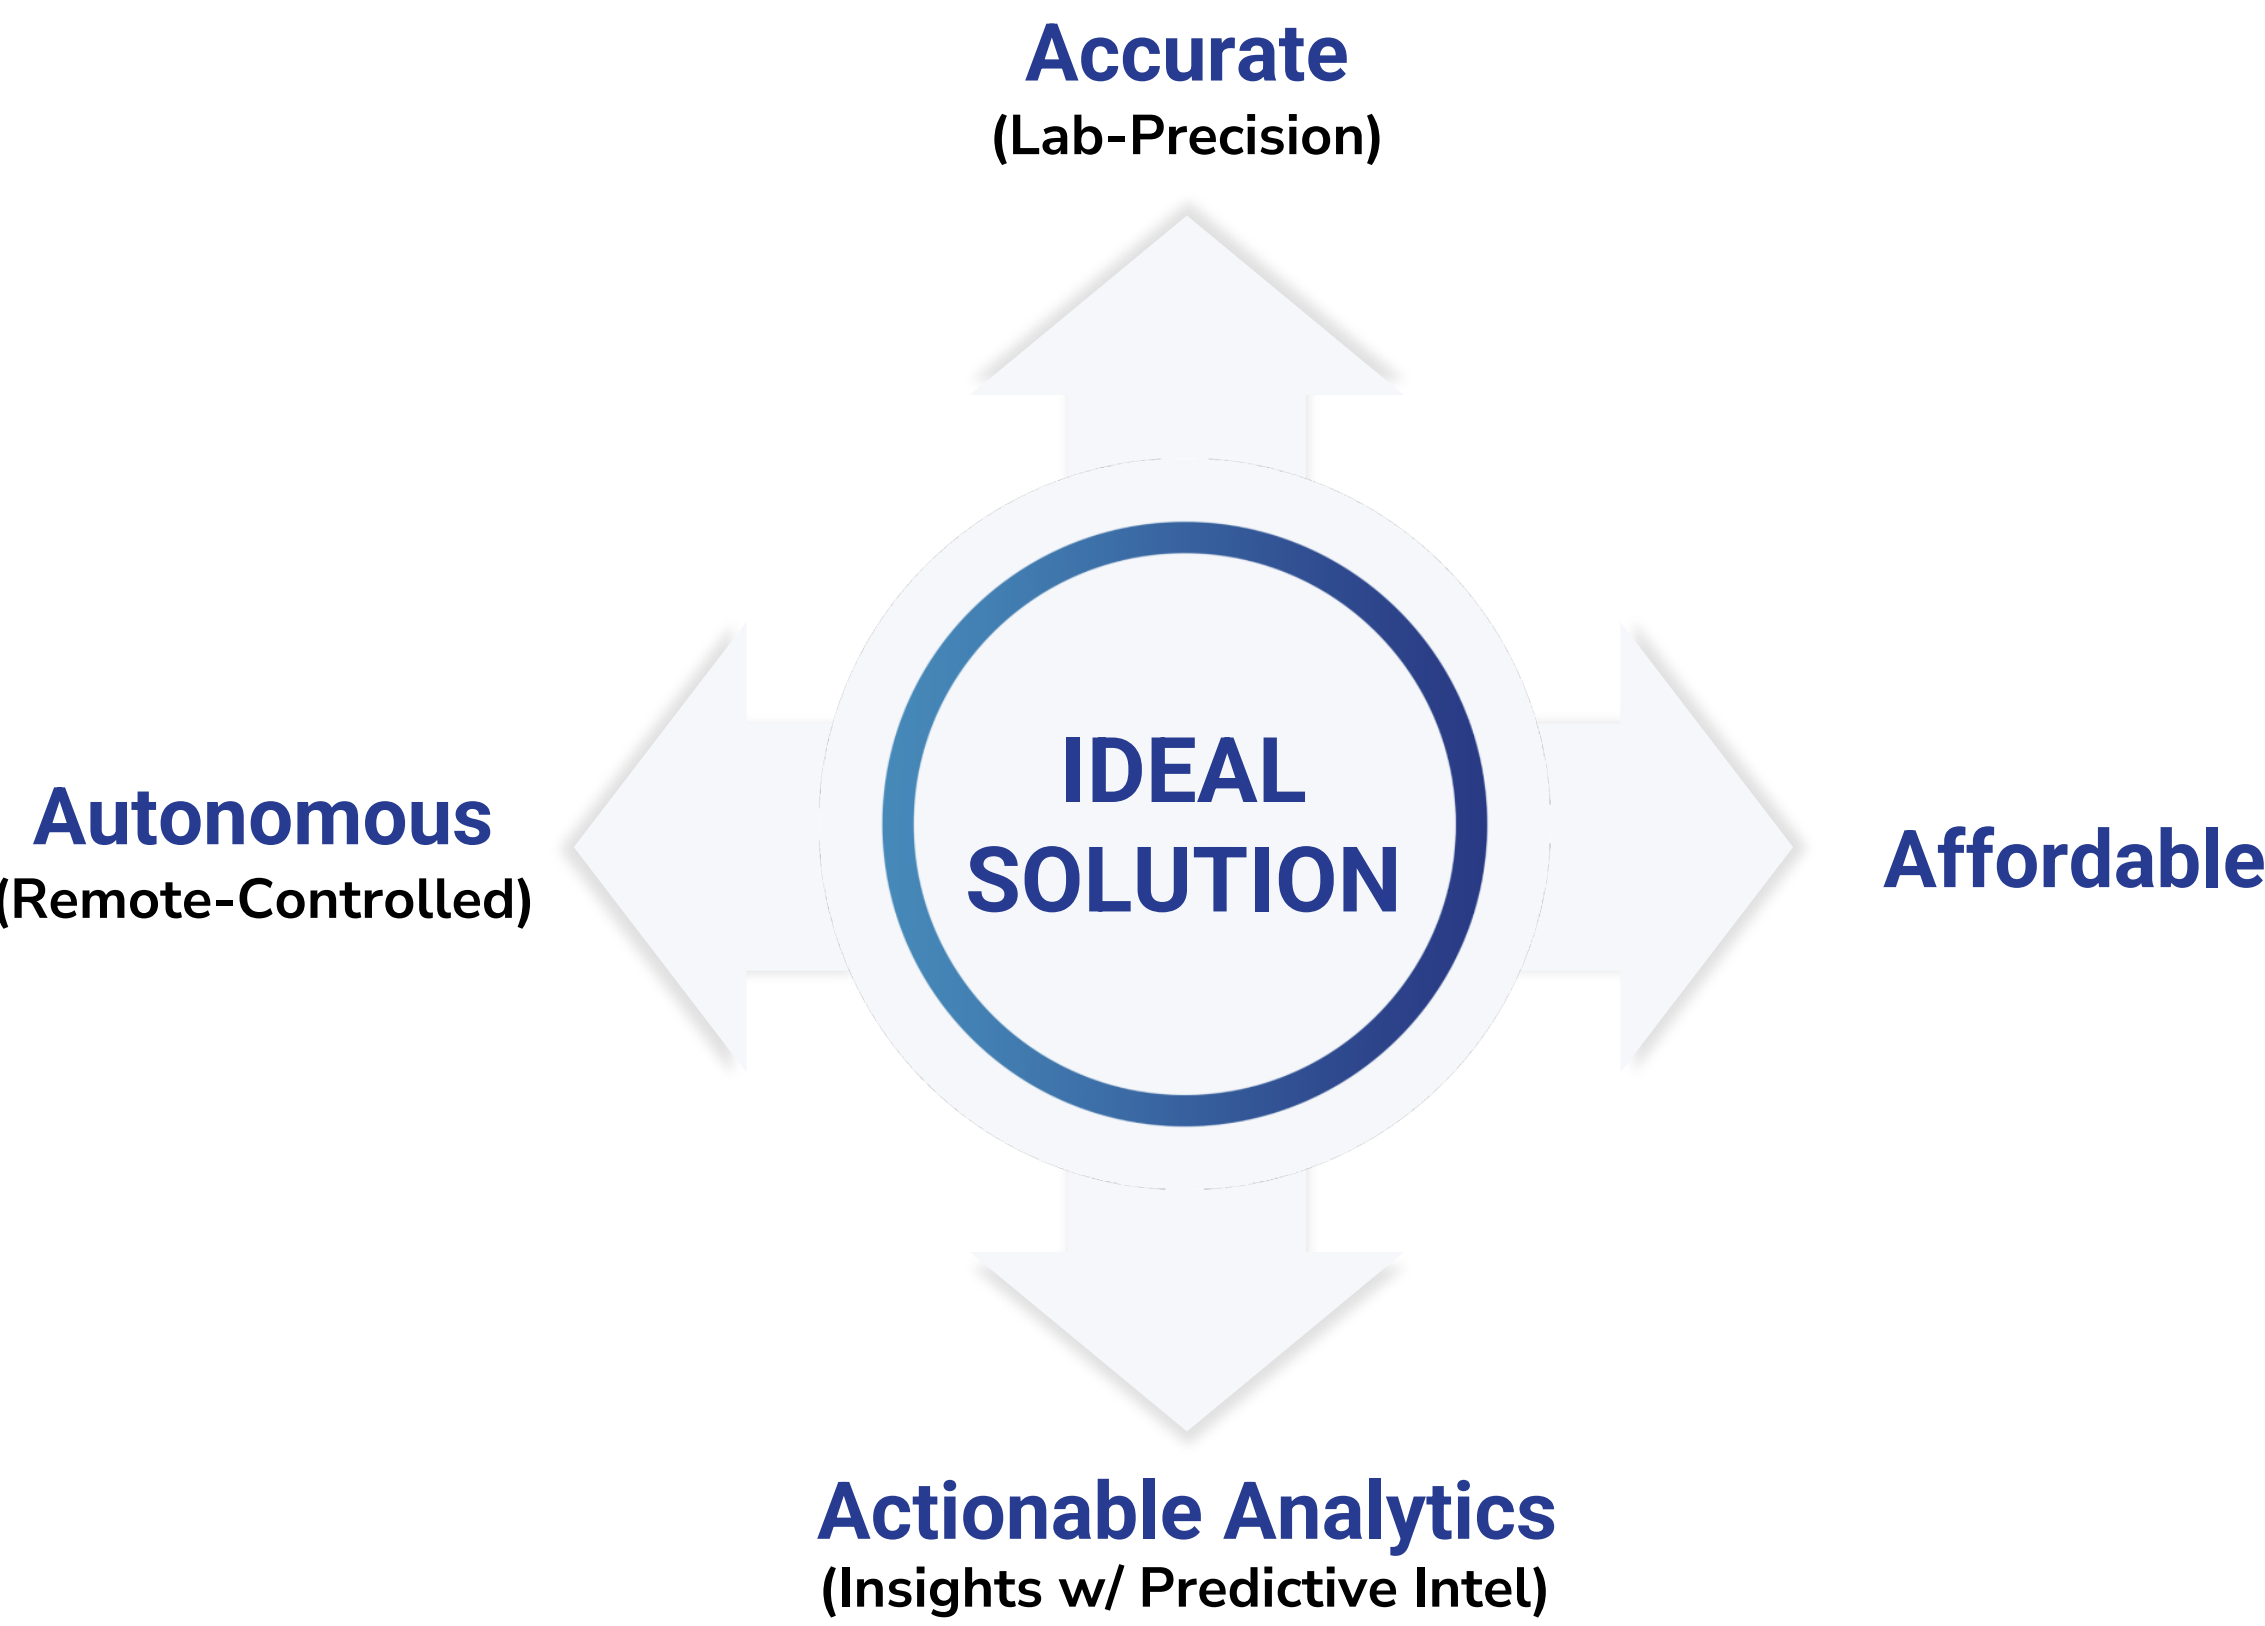 Accurate
(Lab-Precision)
Autonomous
(Remote-Controlled)
IDEAL
SOLUTION
Affordable
Actionable Analytics
(Insights w/ Predictive Intel)